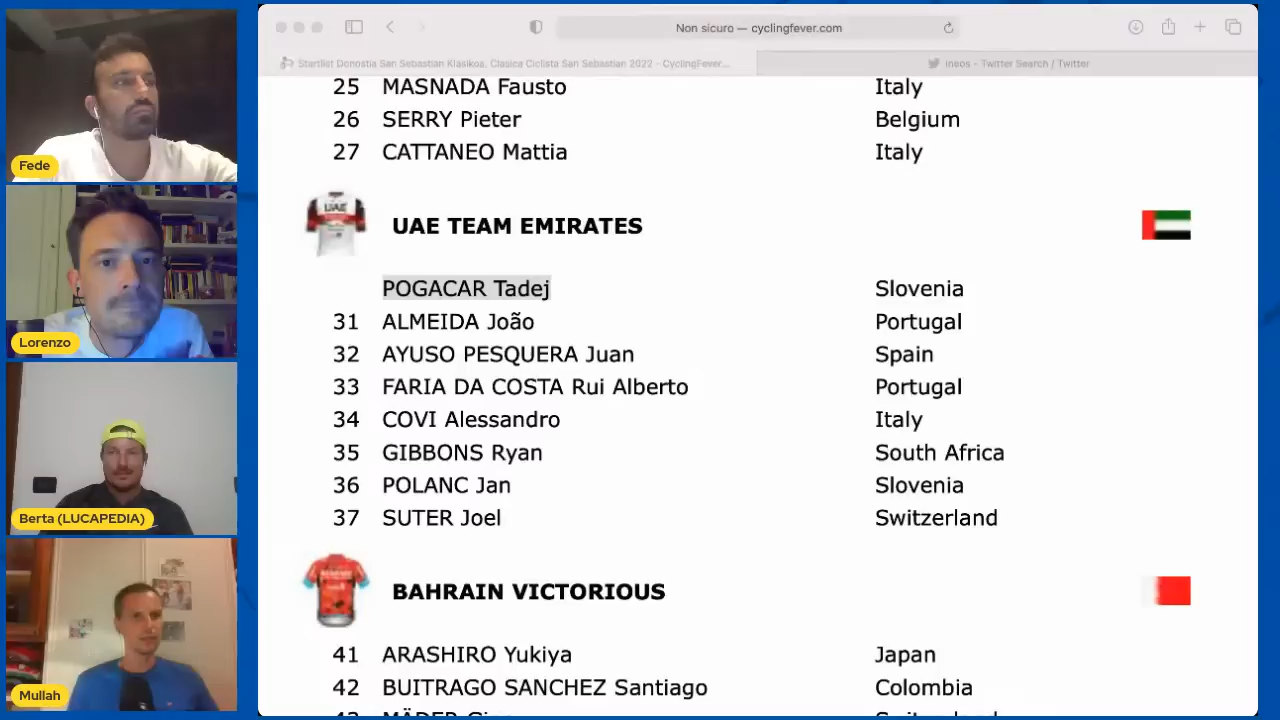 Fede
Lorenzo
Berta (LUCAPEDIA)
Mullah
Non sicuro — cyclingfever.com
Startlist Donostia San Sebastian Klasikoa, Clasica Ciclista San Sebastian 2022 - CyclingFever...
ineos - Twitter Search / Twitter
25 MASNADA Fausto Italy
26 SERRY Pieter Belgium
27 CATTANEO Mattia Italy
UAE
UAE TEAM EMIRATES
POGACAR Tadej Slovenia
31 ALMEIDA João Portugal
32 AYUSO PESQUERA Juan Spain
33 FARIA DA COSTA Rui Alberto Portugal
34 COVI Alessandro Italy
35 GIBBONS Ryan South Africa
36 POLANC Jan Slovenia
37 SUTER Joel Switzerland
BAHRAIN VICTORIOUS
41 ARASHIRO Yukiya Japan
42 BUITRAGO SANCHEZ Santiago Colombia